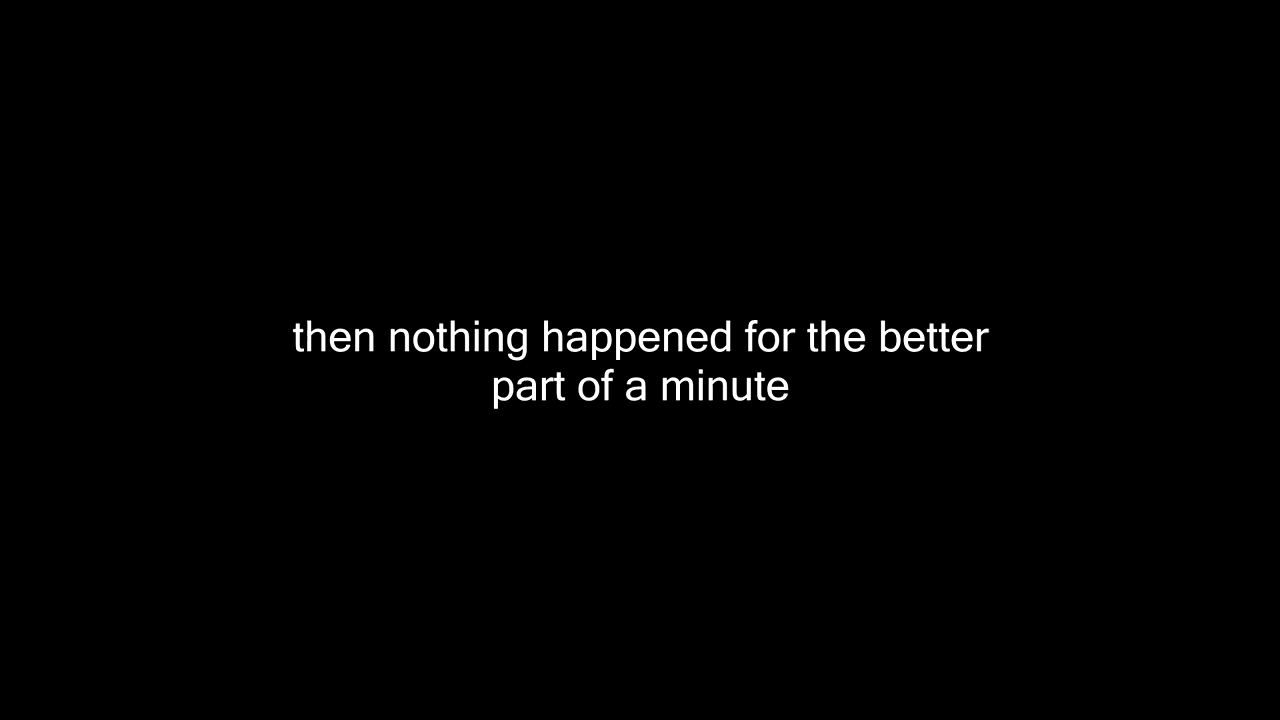 then nothing happened for the better
part of a minute